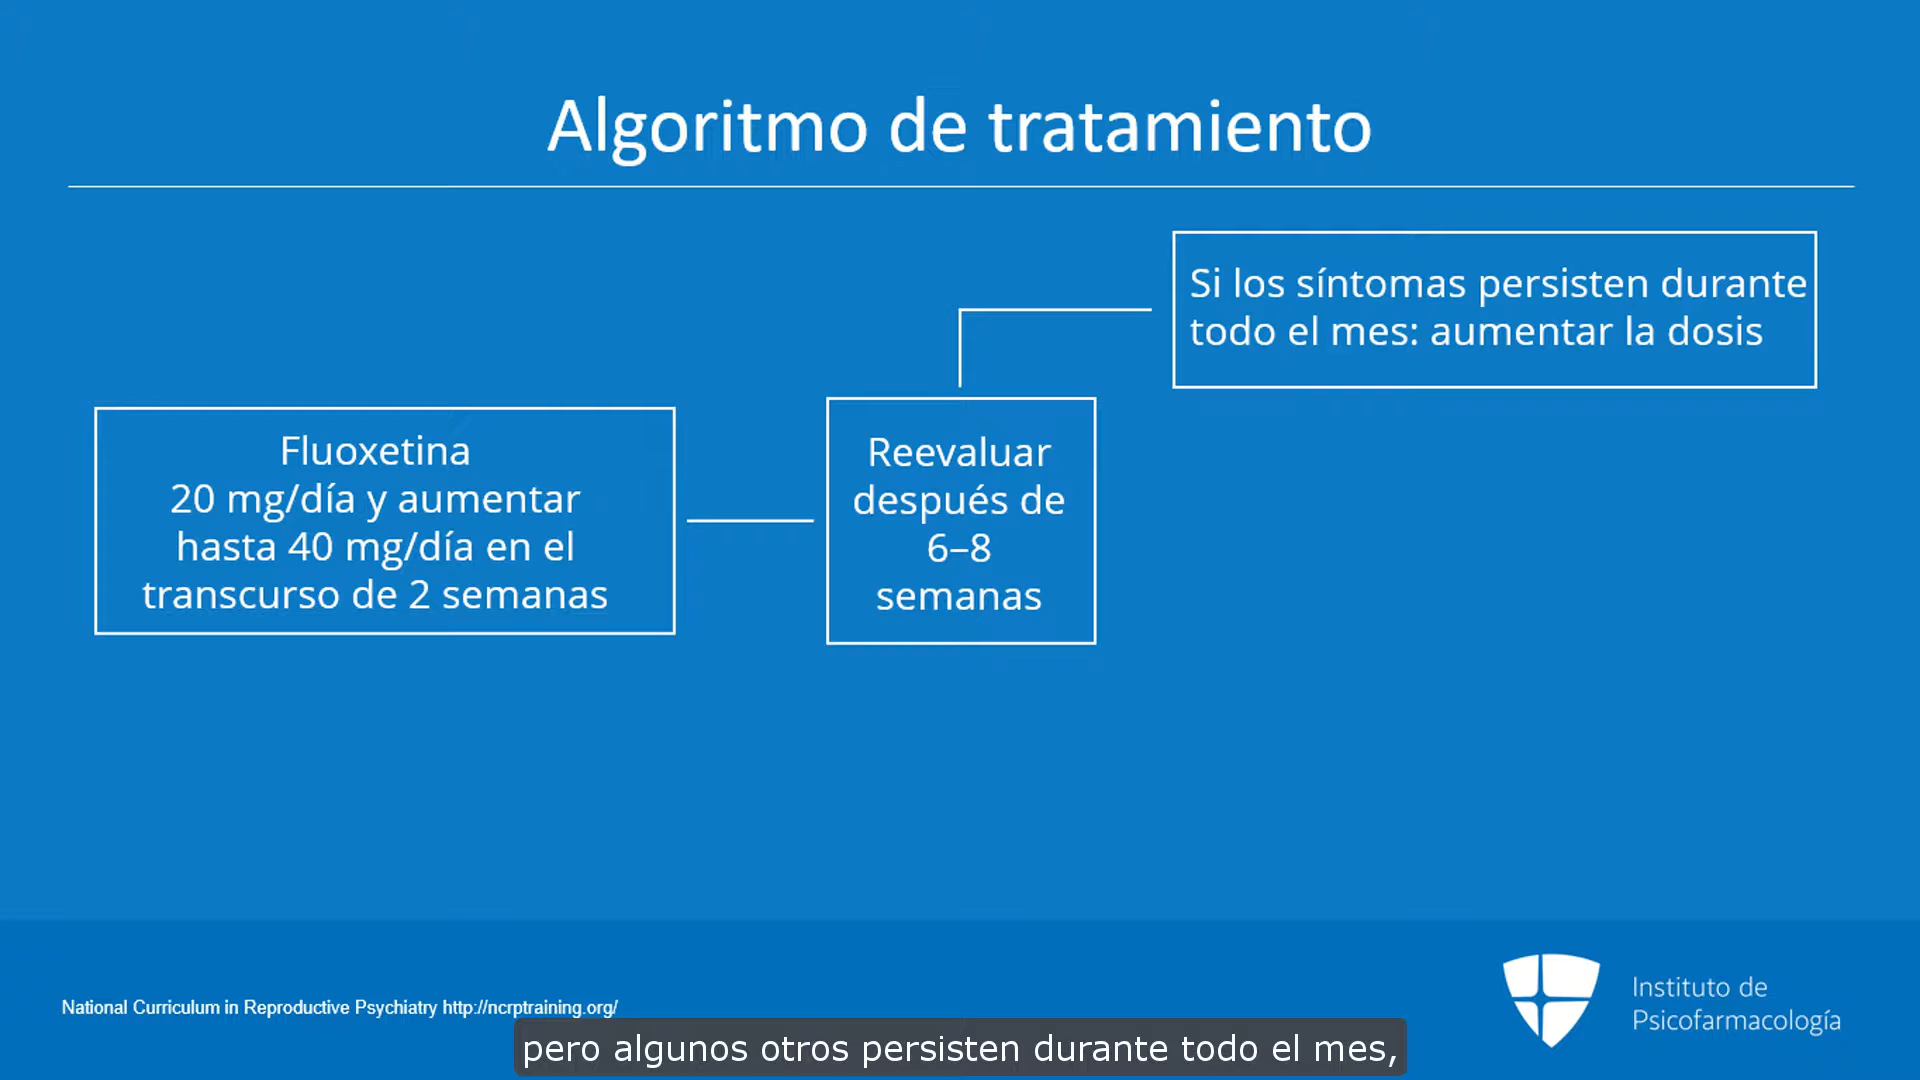 Algoritmo de tratamiento
Si los síntomas persisten durante
todo el mes: aumentar la dosis
Fluoxetina
20 mg/día y aumentar
hasta 40 mg/día en el
transcurso de 2 semanas
Reevaluar
después de
6–8
semanas
National Curriculum in Reproductive Psychiatry http://ncrptraining.org/
Instituto de
Psicofarmacología
pero algunos otros persisten durante todo el mes,